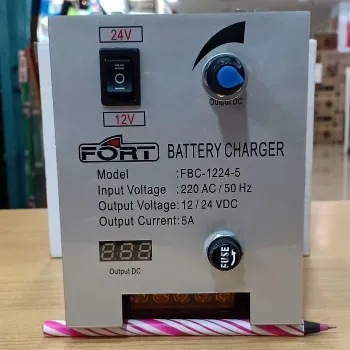 24V
Output DC
12V
FORT BATTERY CHARGER
Model :FBC-1224-5
Input Voltage :220 AC / 50 Hz
Output Voltage: 12 / 24 VDC
Output Current: 5A
888
Output DC
FUSE